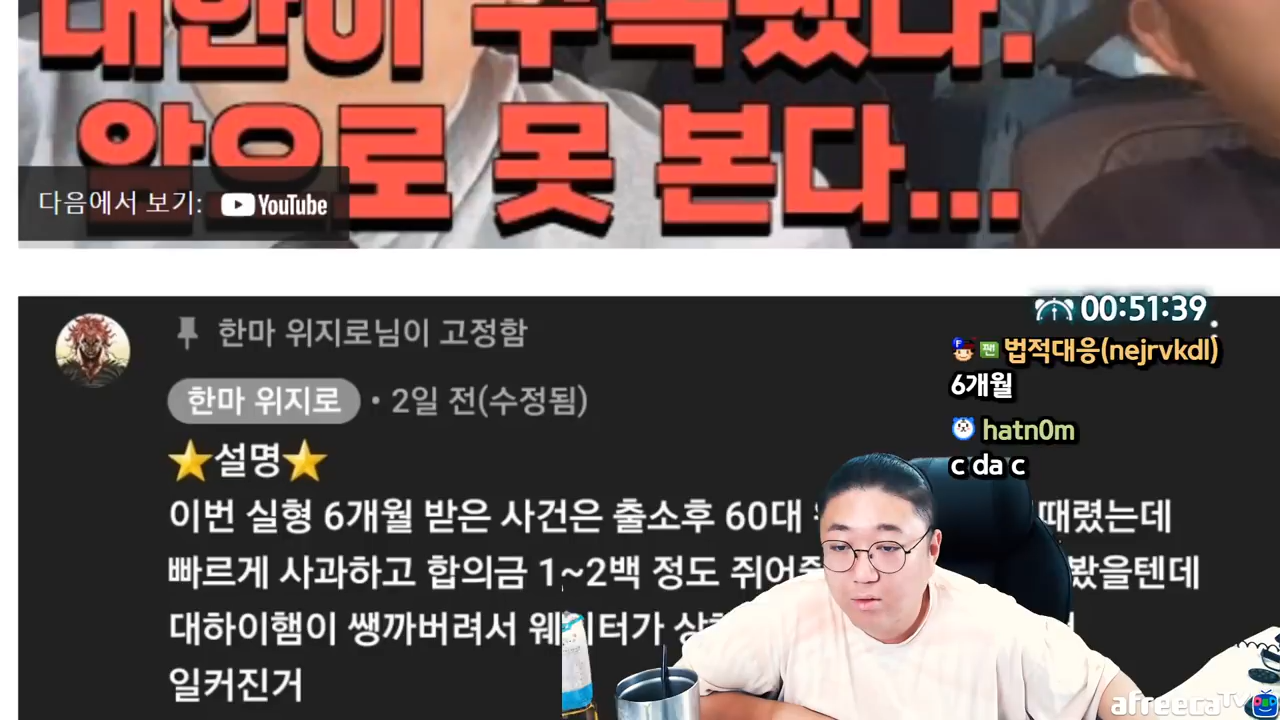 앞으로 못 본다...
다음에서 보기: YouTube
한마 위지로님이 고정함
한마 위지로 • 2일 전(수정됨)
⭐설명⭐
이번 실형 6개월 받은 사건은 출소후 60대 때렸는데
빠르게 사과하고 합의금 1~2백 정도 쥐어 봤을텐데
대하이햄이 쌩까버려서
일커진거
00:51:39
법적대응(nejrvkdl)
6개월
hatn0m
c da c
afreecaTV